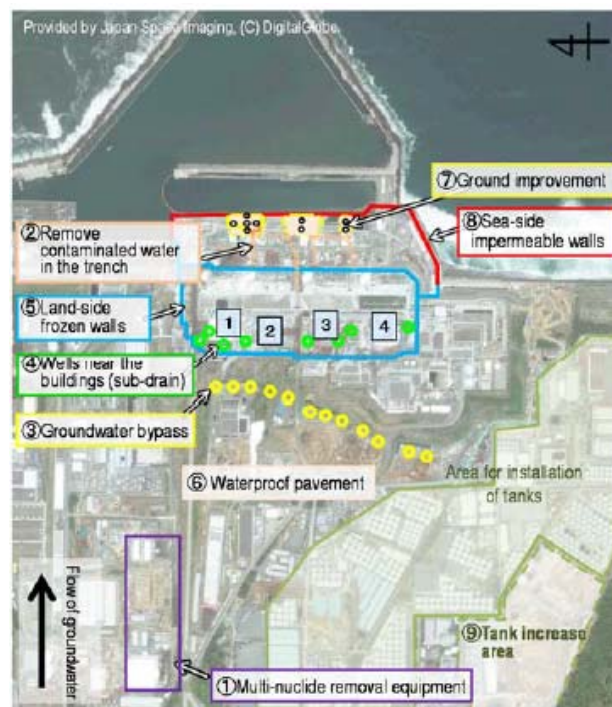 Provided by Japan Space Imaging, (C) DigitalGlobe
⑦Ground improvement
②Remove
contaminated water
in the trench
⑧Sea-side
impermeable walls
⑤Land-side
frozen walls
1
2
3
4
④Wells near the
buildings (sub-drain)
③Groundwater bypass
⑥ Waterproof pavement
Area for installation
of tanks
Flow of groundwater
⑨Tank increase
area
①Multi-nuclide removal equipment